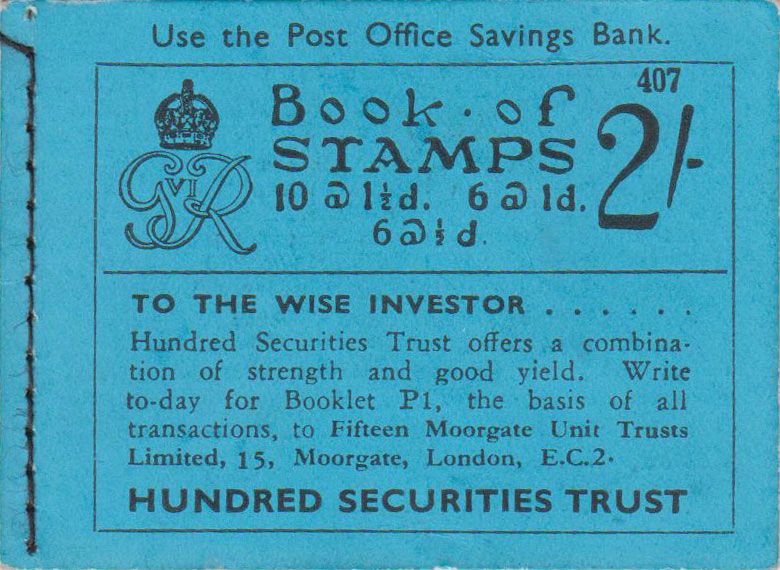 Use the Post Office Savings Bank.
407
GVIR
Book·of
STAMPS
2/-
10@1½d. 6@1d.
6@½d.
TO THE WISE INVESTOR . . . . . .
Hundred Securities Trust offers a combina-
tion of strength and good yield. Write
to-day for Booklet P1, the basis of all
transactions, to Fifteen Moorgate Unit Trusts
Limited, 15, Moorgate, London, E.C.2.
HUNDRED SECURITIES TRUST